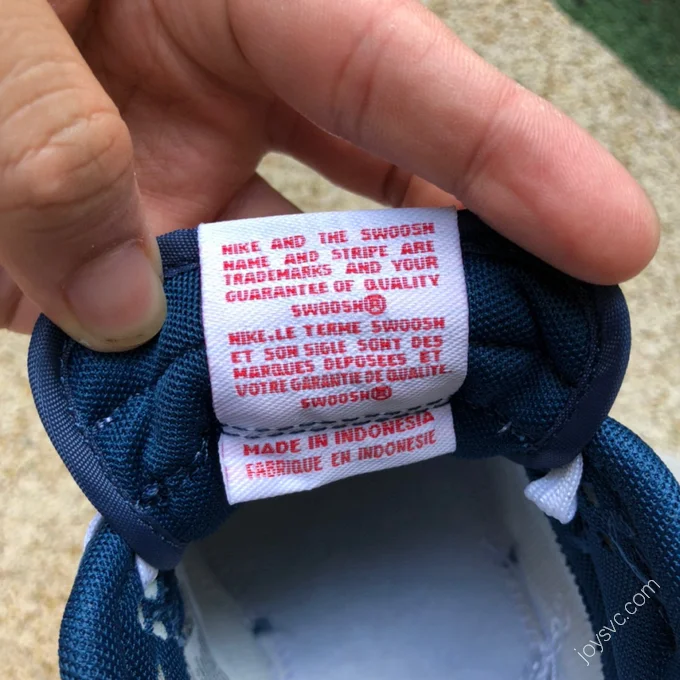 NIKE AND THE SWOOSH
NAME AND STRIPE ARE
TRADEMARKS AND YOUR
GUARANTEE OF QUALITY
SWOOSH®
NIKE.LE TERME SWOOSH
ET SON SIGLE SONT DES
MARQUES DEPOSEES ET
VOTRE GARANTIE DE QUALITE.
SWOOSH®
MADE IN INDONESIA
FABRIQUE EN INDONESIE
joysvc.com